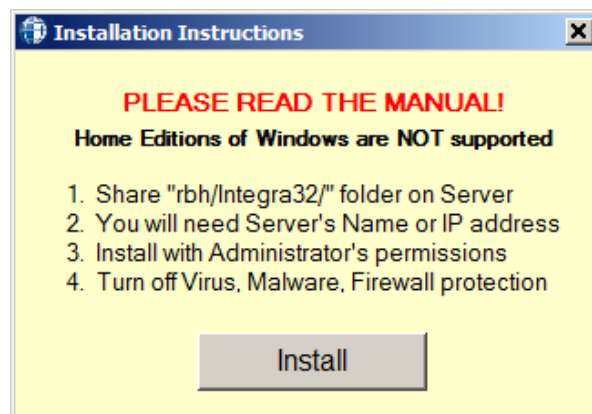 Installation Instructions
PLEASE READ THE MANUAL!
Home Editions of Windows are NOT supported
1. Share "rbh/Integra32/" folder on Server
2. You will need Server's Name or IP address
3. Install with Administrator's permissions
4. Turn off Virus, Malware, Firewall protection
Install